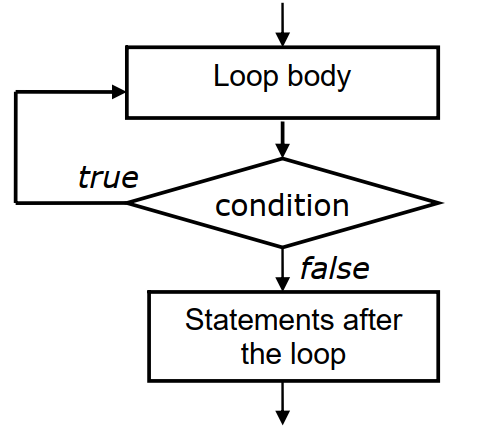 Loop body
true
condition
false
Statements after
the loop